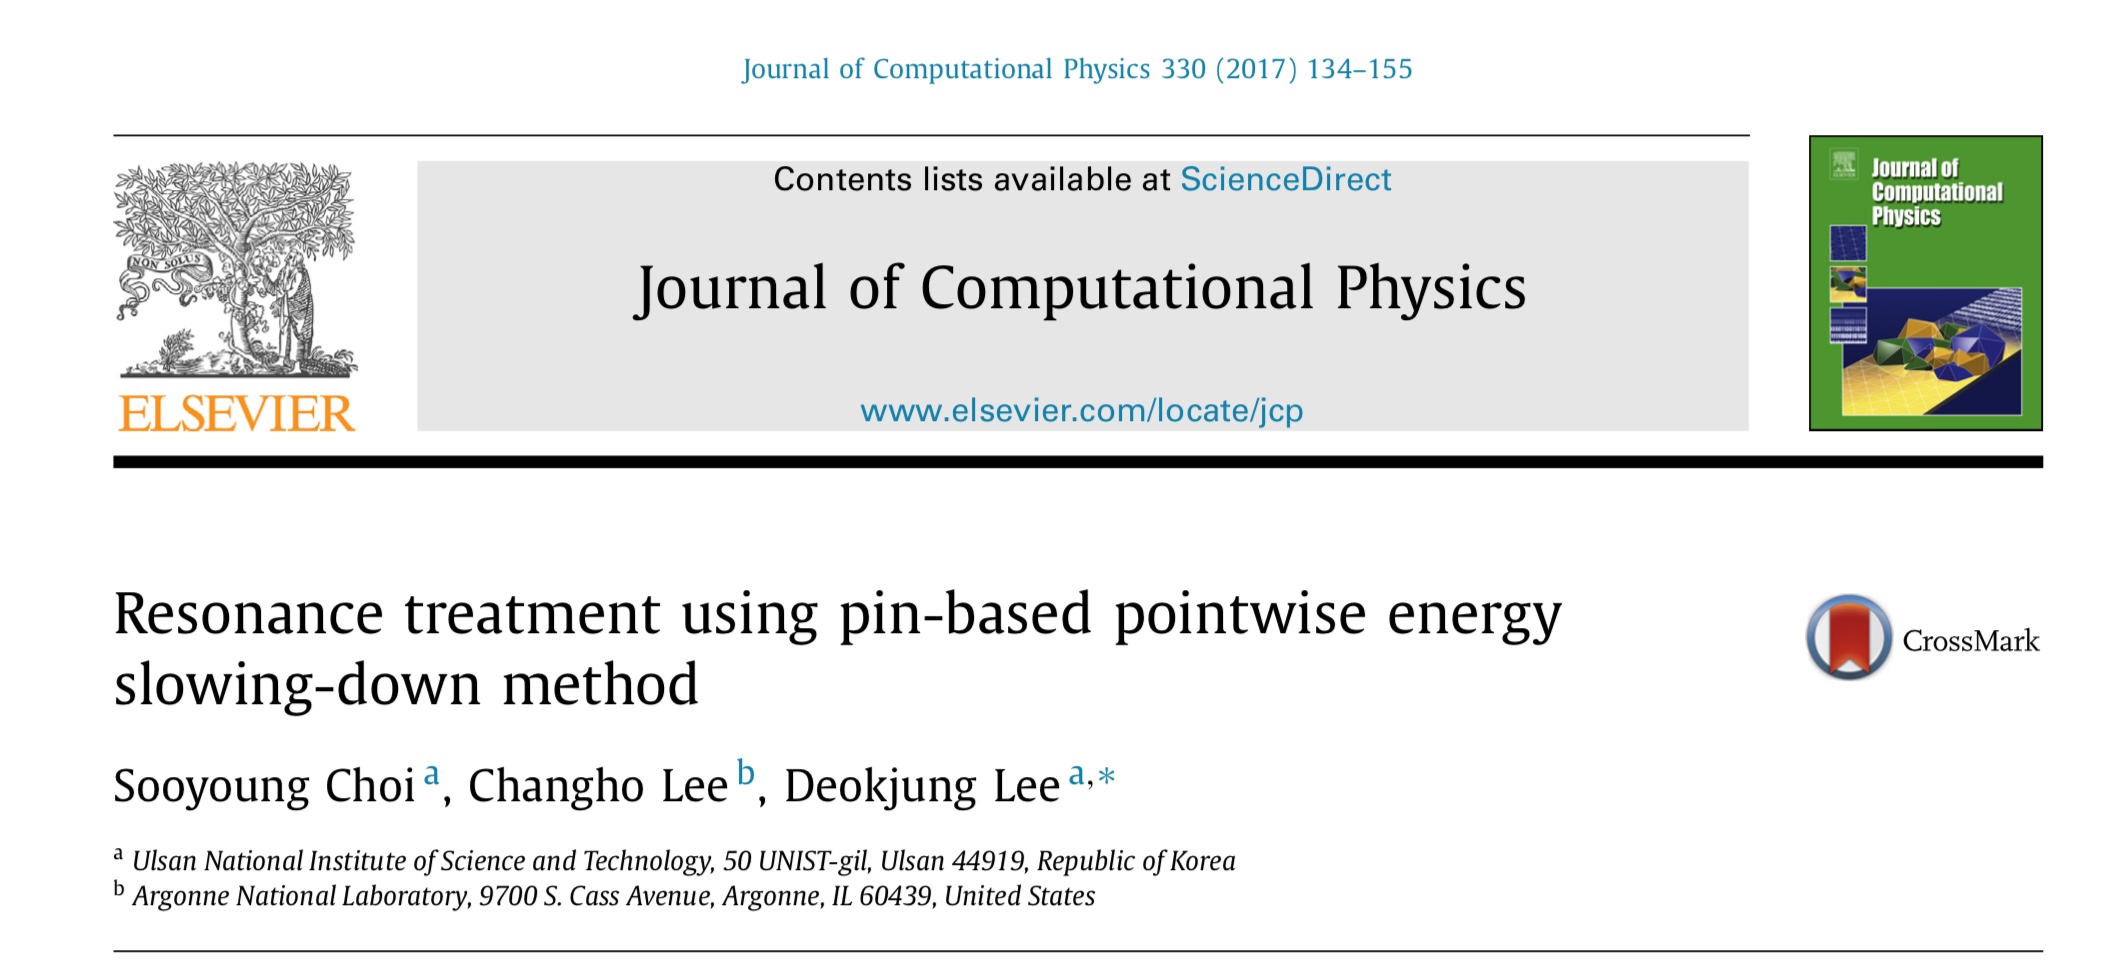 Journal of Computational Physics 330 (2017) 134–155
Contents lists available at ScienceDirect
Journal of Computational Physics
www.elsevier.com/locate/jcp
NON SOLUS
ELSEVIER
Journal of
Computational
Physics
Resonance treatment using pin-based pointwise energy
slowing-down method
CrossMark
Sooyoung Choi a, Changho Lee b, Deokjung Lee a,*
a Ulsan National Institute of Science and Technology, 50 UNIST-gil, Ulsan 44919, Republic of Korea
b Argonne National Laboratory, 9700 S. Cass Avenue, Argonne, IL 60439, United States